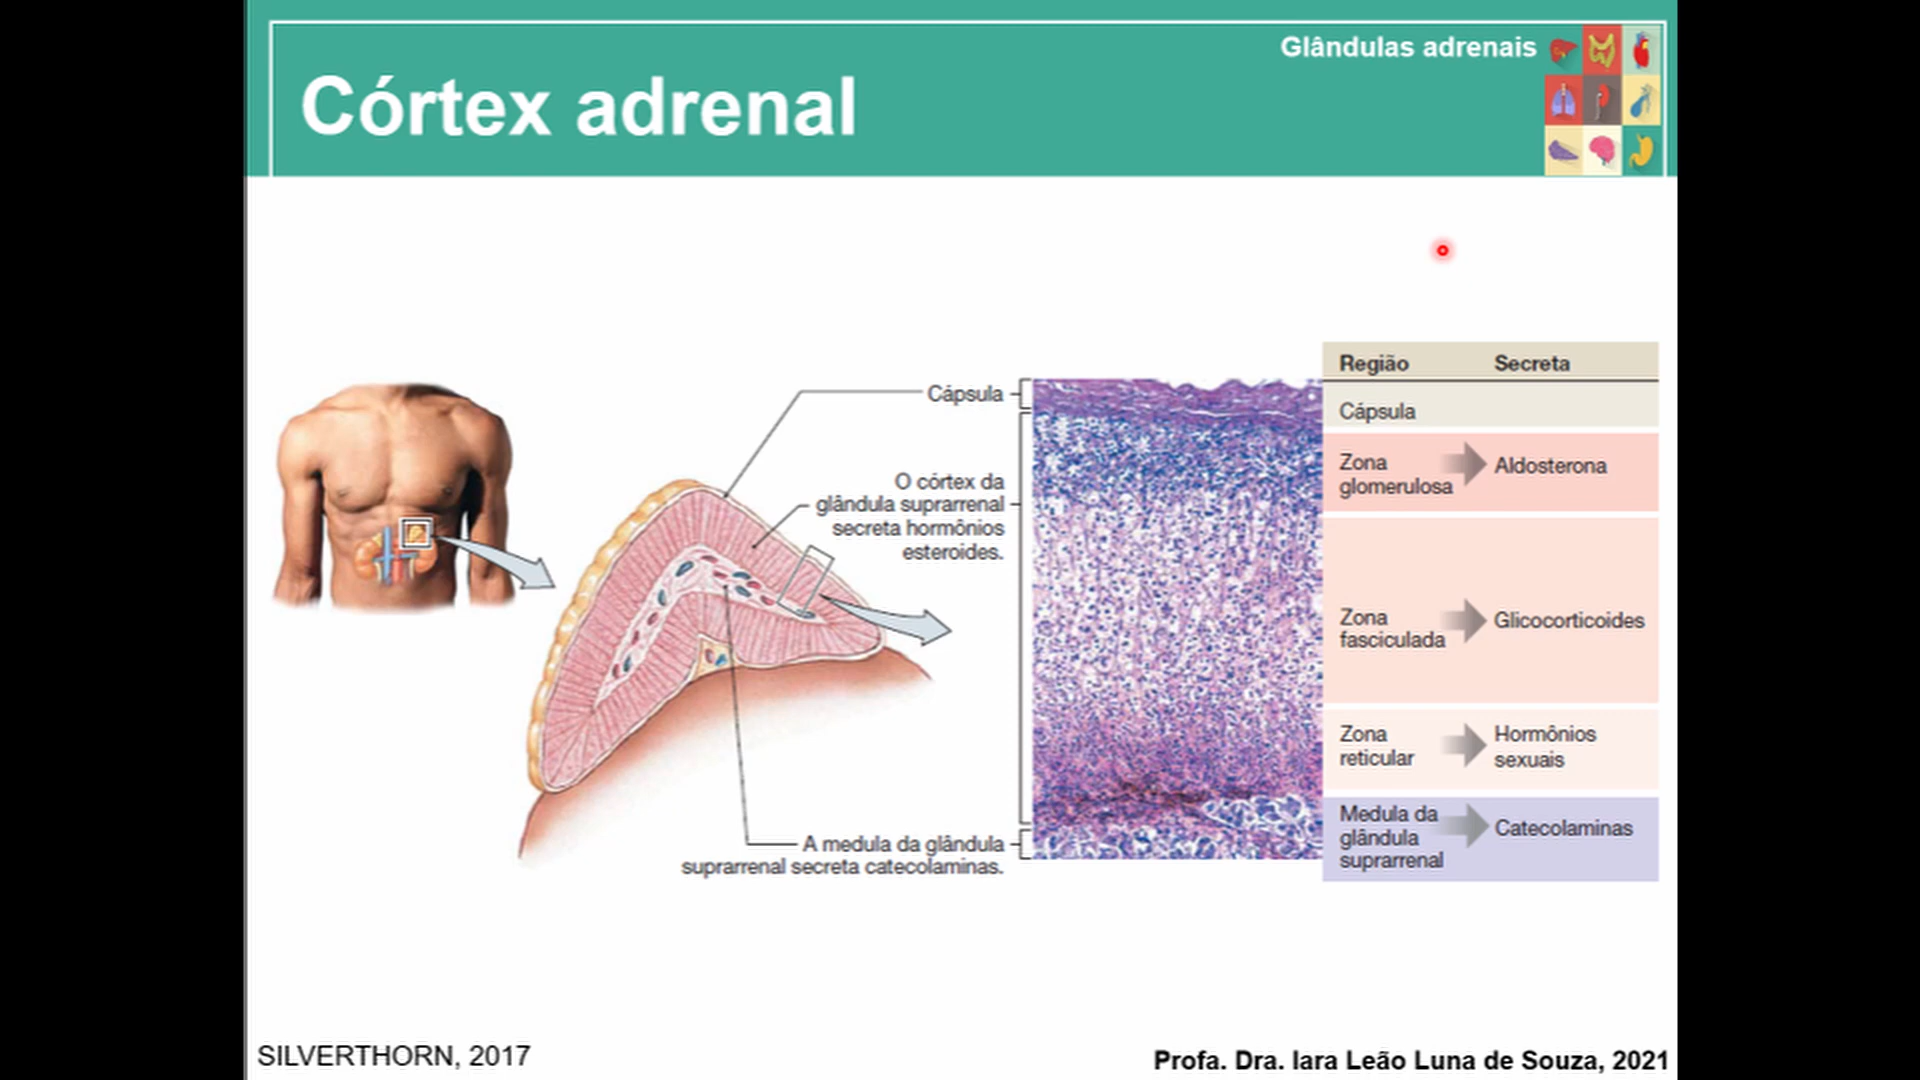 Glândulas adrenais
Córtex adrenal
Cápsula
O córtex da
glândula suprarrenal
secreta hormônios
esteroides.
A medula da glândula
suprarrenal secreta catecolaminas.
Região Secreta
Cápsula
Zona
glomerulosa
Aldosterona
Zona
fasciculada
Glicocorticoides
Zona
reticular
Hormônios
sexuais
Medula da
glândula
suprarrenal
Catecolaminas
SILVERTHORN, 2017
Profa. Dra. Iara Leão Luna de Souza, 2021